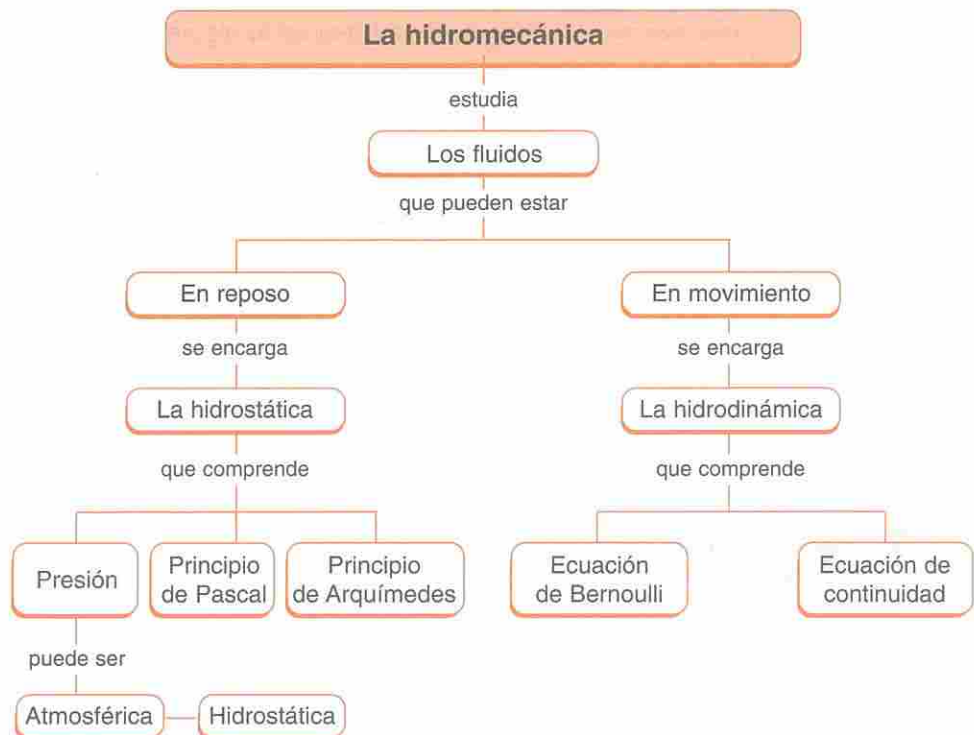 La hidromecánica
estudia
Los fluidos
que pueden estar
En reposo
En movimiento
se encarga
se encarga
La hidrostática
La hidrodinámica
que comprende
que comprende
Presión
Principio
de Pascal
Principio
de Arquímedes
Ecuación
de Bernoulli
Ecuación de
continuidad
puede ser
Atmosférica
Hidrostática